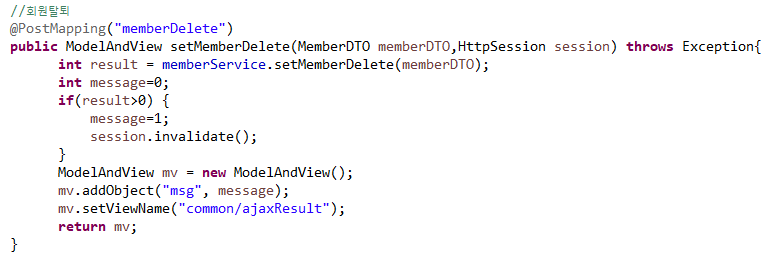 //회원탈퇴
@PostMapping("memberDelete")
public ModelAndView setMemberDelete(MemberDTO memberDTO,HttpSession session) throws Exception{
int result = memberService.setMemberDelete(memberDTO);
int message=0;
if(result>0) {
message=1;
session.invalidate();
}
ModelAndView mv = new ModelAndView();
mv.addObject("msg", message);
mv.setViewName("common/ajaxResult");
return mv;
}